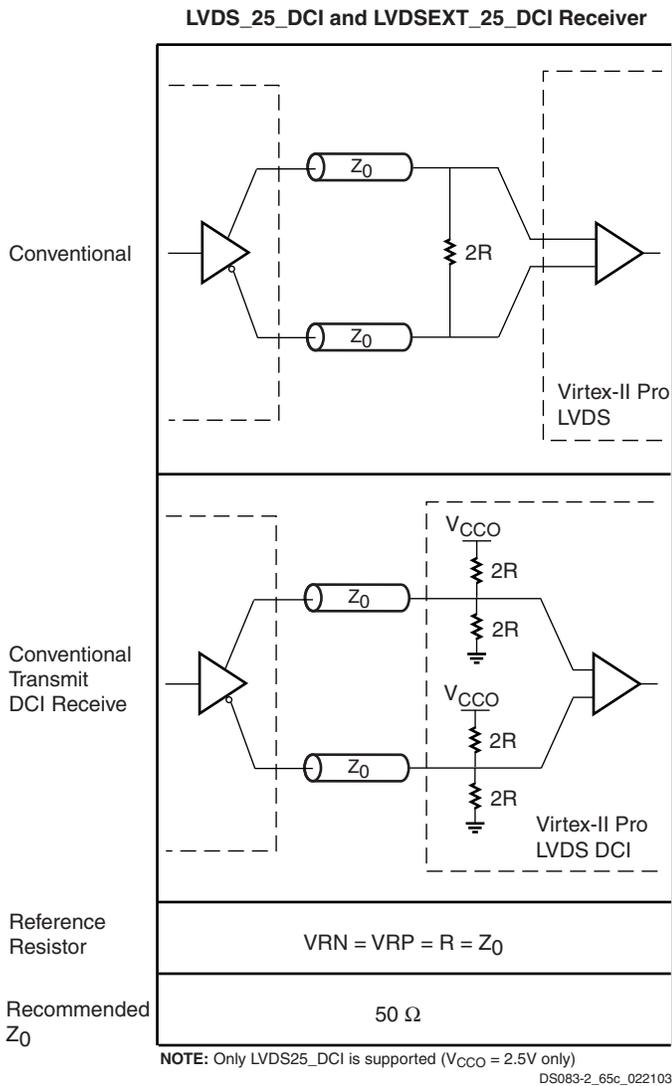 LVDS_25_DCI and LVDSEXT_25_DCI Receiver
Conventional
Z0
2R
Z0
Virtex-II Pro
LVDS
Conventional
Transmit
DCI Receive
VCCO
2R
Z0
2R
VCCO
2R
Z0
2R
Virtex-II Pro
LVDS DCI
Reference
Resistor
VRN = VRP = R = Z0
Recommended
Z0
50 Ω
NOTE: Only LVDS25_DCI is supported (VCCO = 2.5V only)
DS083-2_65c_022103